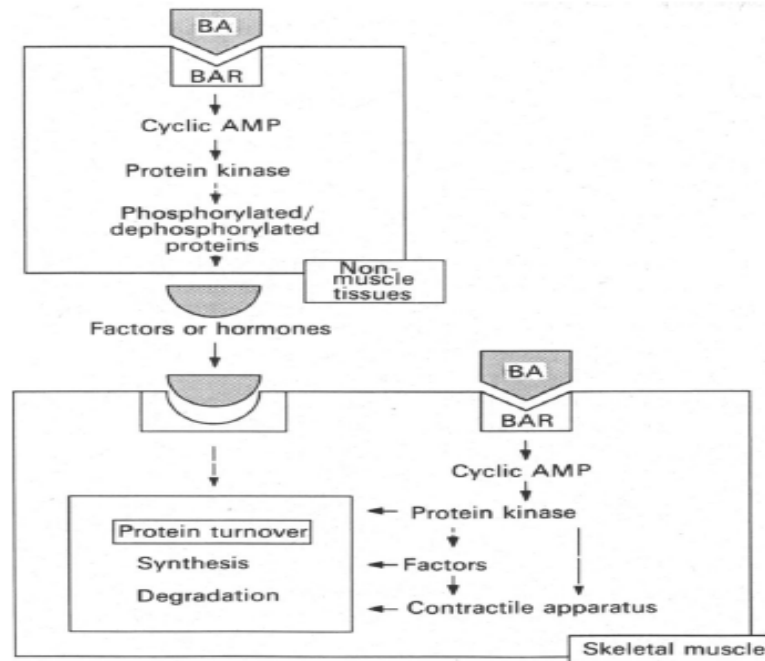 BA
BAR
Cyclic AMP
Protein kinase
Phosphorylated/
dephosphorylated
proteins
Non-
muscle
tissues
Factors or hormones
BA
BAR
Cyclic AMP
Protein kinase
Protein turnover
Synthesis
Factors
Degradation
Contractile apparatus
Skeletal muscle